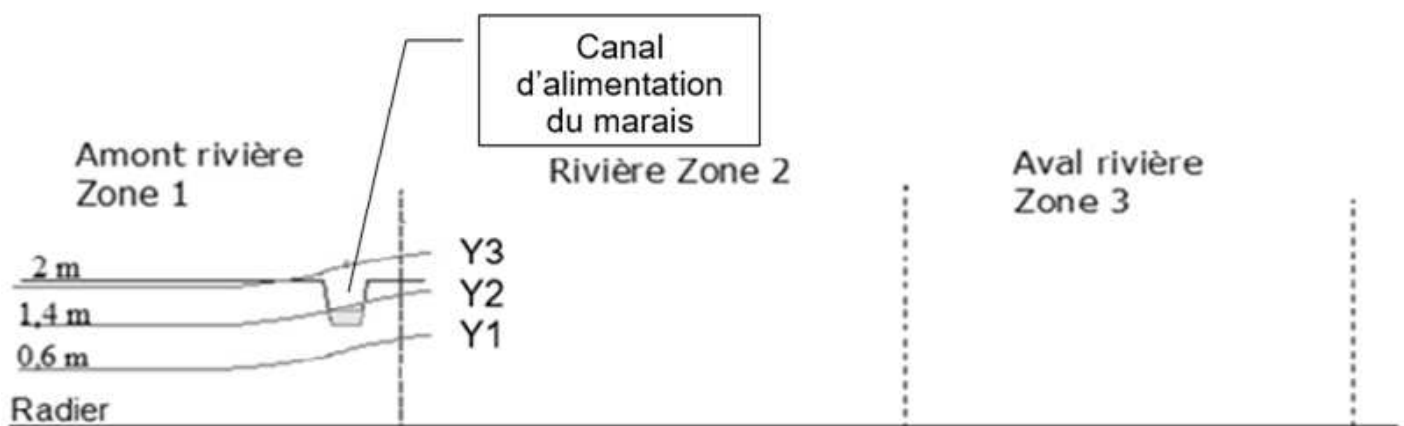 Canal
d'alimentation
du marais
Amont rivière
Zone 1
Rivière Zone 2
Aval rivière
Zone 3
Y3
2 m
Y2
1,4 m
Y1
0,6 m
Radier